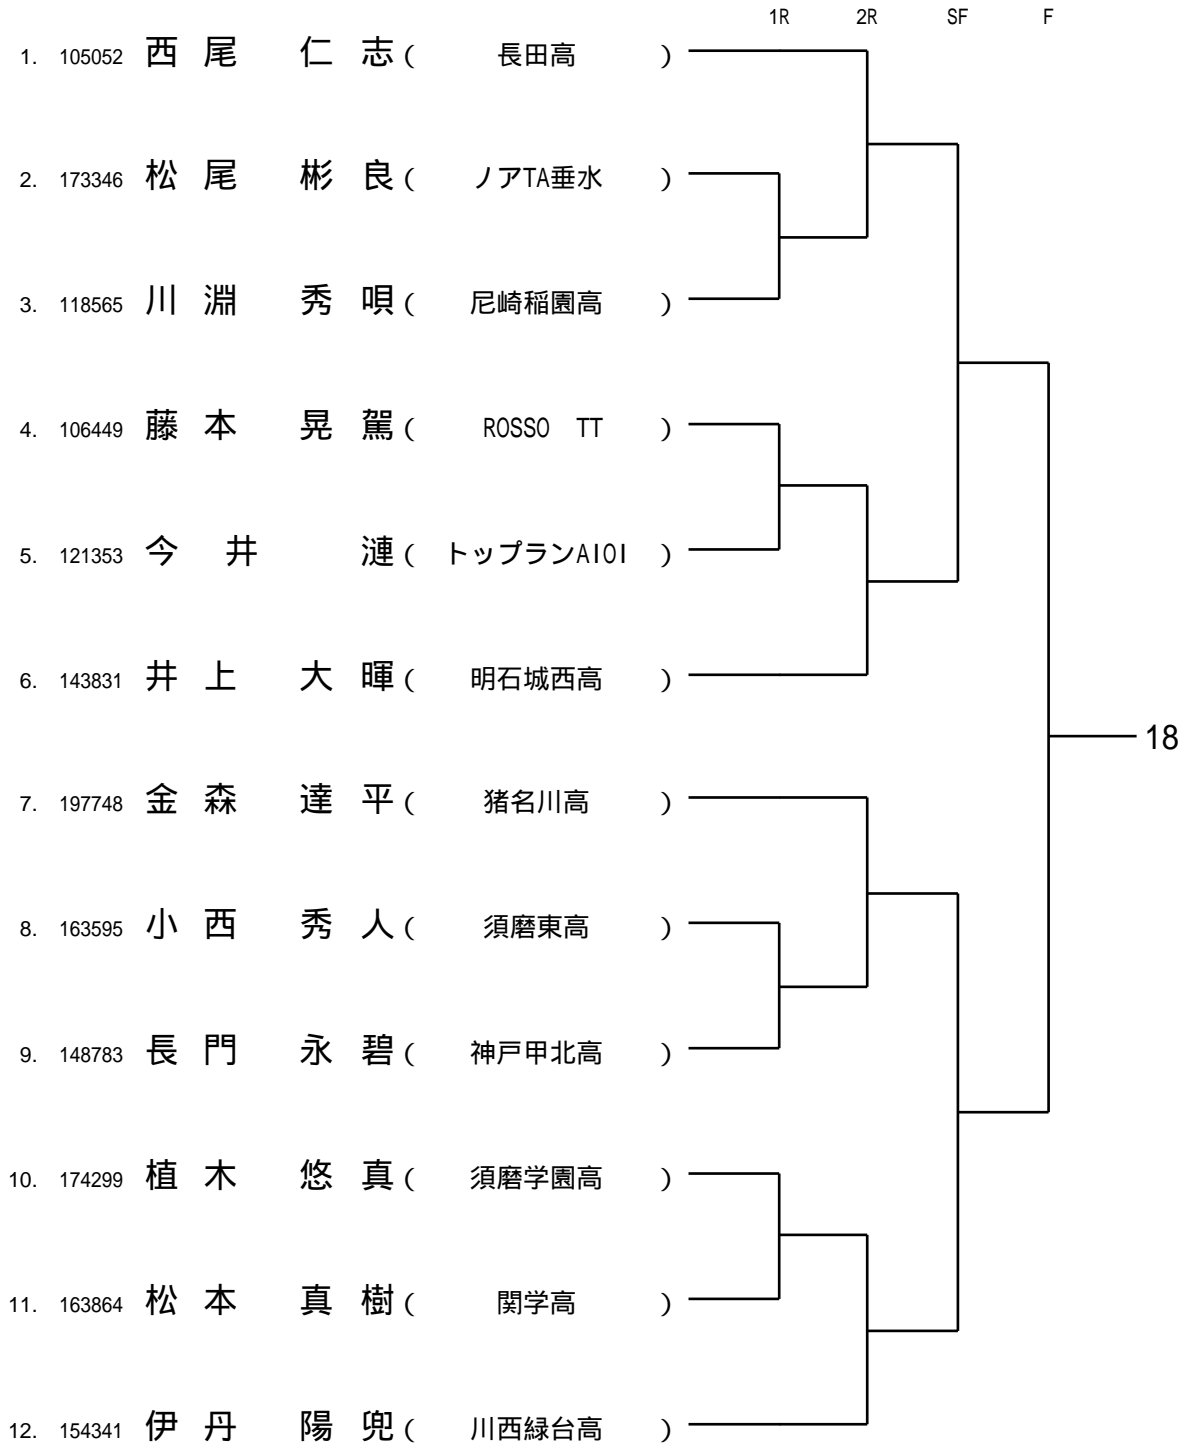 1R 2R SF F
1. 105052 西尾 仁志 ( 長田高 )
2. 173346 松尾 彬良 ( ノアTA垂水 )
3. 118565 川淵 秀唄 ( 尼崎稲園高 )
4. 106449 藤本 晃駕 ( ROSSO TT )
5. 121353 今井 漣 ( トップランAIOI )
6. 143831 井上 大暉 ( 明石城西高 )
18
7. 197748 金森 達平 ( 猪名川高 )
8. 163595 小西 秀人 ( 須磨東高 )
9. 148783 長門 永碧 ( 神戸甲北高 )
10. 174299 植木 悠真 ( 須磨学園高 )
11. 163864 松本 真樹 ( 関学高 )
12. 154341 伊丹 陽兜 ( 川西緑台高 )